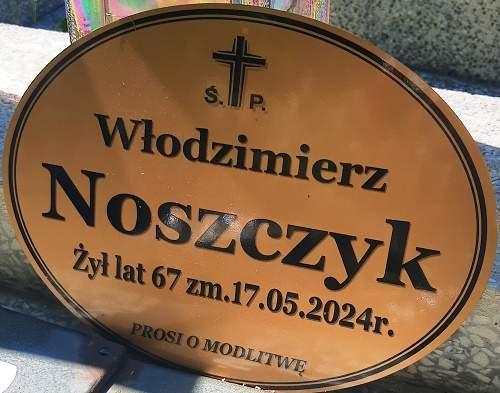 Ś. P.
Włodzimierz
Noszczyk
Żył lat 67 zm.17.05.2024r.
PROSI O MODLITWĘ